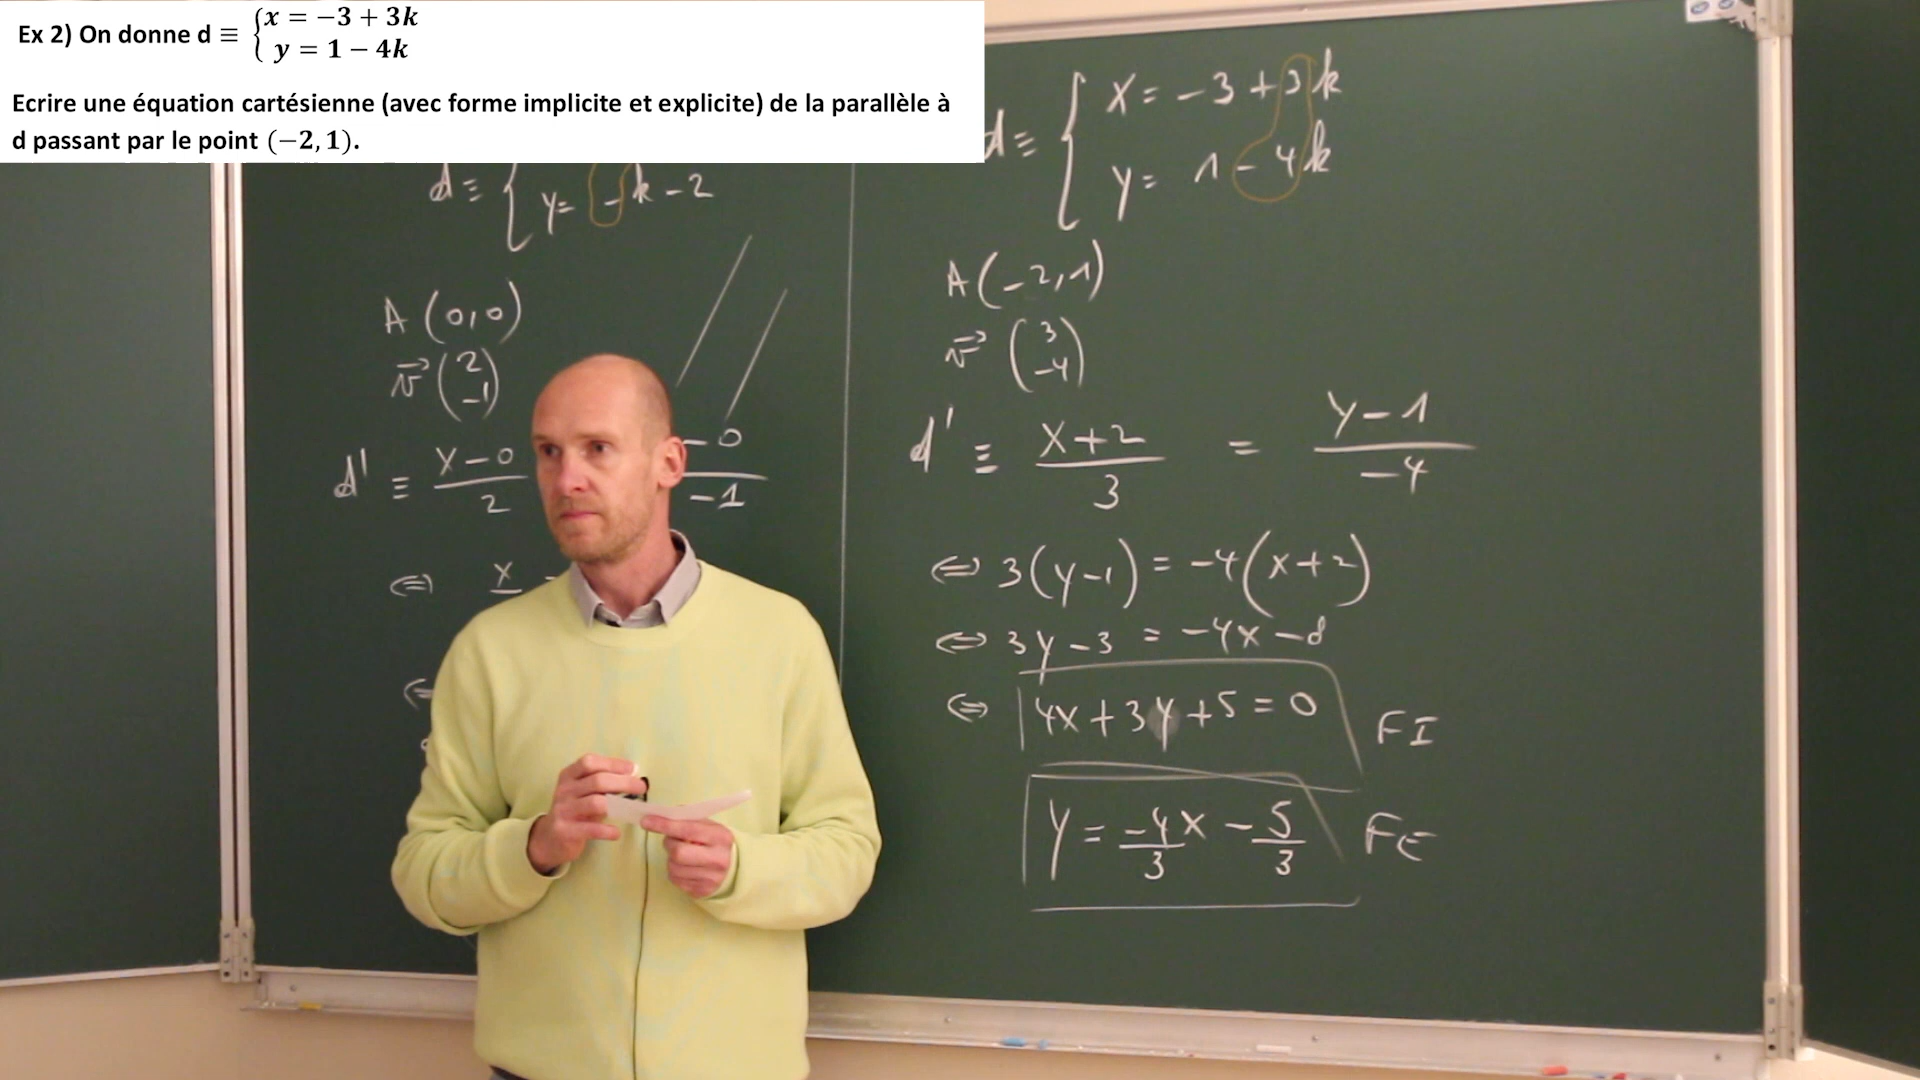 Ex 2) On donne d ≡ { x = −3 + 3k
y = 1 − 4k
Ecrire une équation cartésienne (avec forme implicite et explicite) de la parallèle à
d passant par le point (−2, 1).
d ≡ { y = -k - 2
A (0,0)
v⃗ (2
-1)
d' ≡ x-0 / 2
-0 / -1
⇔ x
⇔
d ≡ { x = -3 + 3k
y = 1 - 4k
A (-2,1)
v⃗ (3
-4)
d' ≡ x+2 / 3 = y-1 / -4
⇔ 3(y-1) = -4(x+2)
⇔ 3y - 3 = -4x - 8
⇔ 4x + 3y + 5 = 0 FI
y = -4/3 x - 5/3 FE